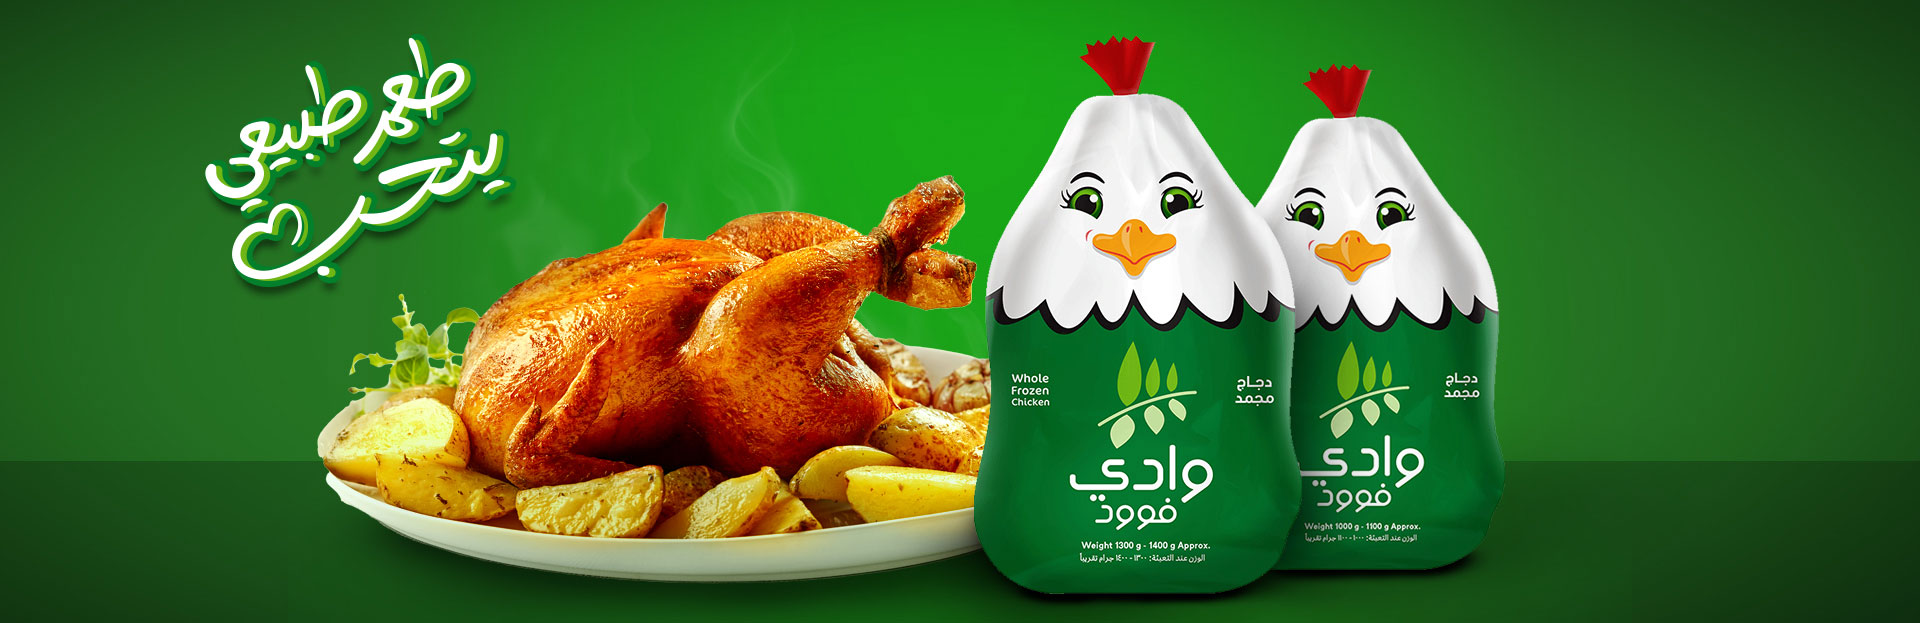 طعم طبيعي
يتحب
Whole
Frozen
Chicken
دجاج
مجمد
وادي
فوود
Weight 1300 g - 1400 g Approx.
الوزن عند التعبئة: ١٣٠٠ - ١٤٠٠ جرام تقريباً
دجاج
مجمد
وادي
فوود
Weight 1000 g - 1100 g Approx.
الوزن عند التعبئة: ١٠٠٠ - ١١٠٠ جرام تقريباً